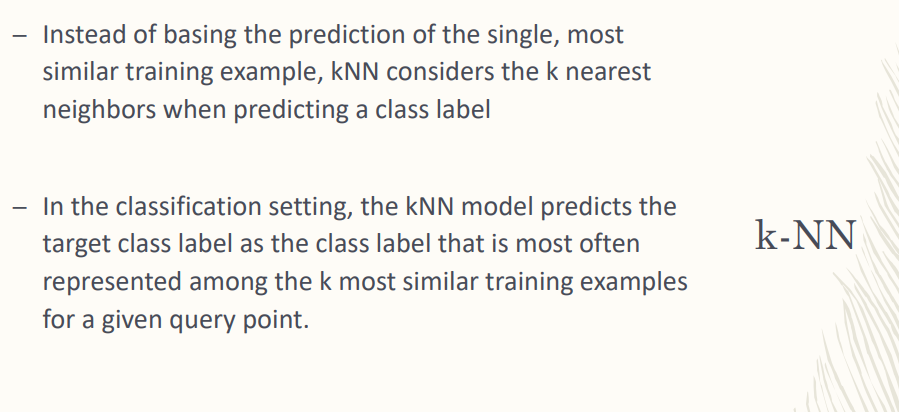 – Instead of basing the prediction of the single, most
similar training example, kNN considers the k nearest
neighbors when predicting a class label
– In the classification setting, the kNN model predicts the
target class label as the class label that is most often
represented among the k most similar training examples
for a given query point.
k-NN